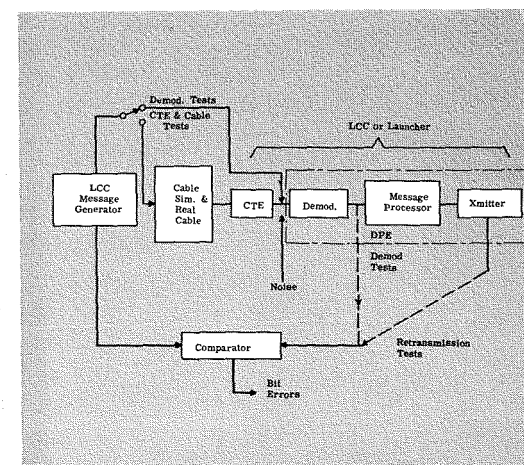 Demod. Tests
CTE & Cable
Tests
LCC or Launcher
LCC
Message
Generator
Cable
Sim. &
Real
Cable
CTE
Demod.
Message
Processor
Xmitter
DPE
Demod
Tests
Noise
Comparator
Retransmission
Tests
Bit
Errors